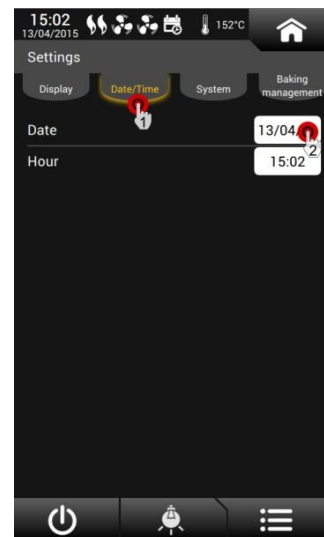 15:02
13/04/2015
152°C
Settings
Display
Date/Time
System
Baking
management
1
Date
13/04/
2
Hour
15:02